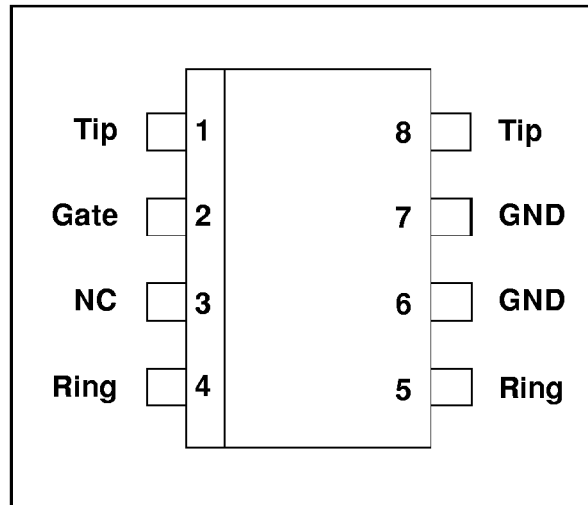 Tip 1 8 Tip
Gate 2 7 GND
NC 3 6 GND
Ring 4 5 Ring